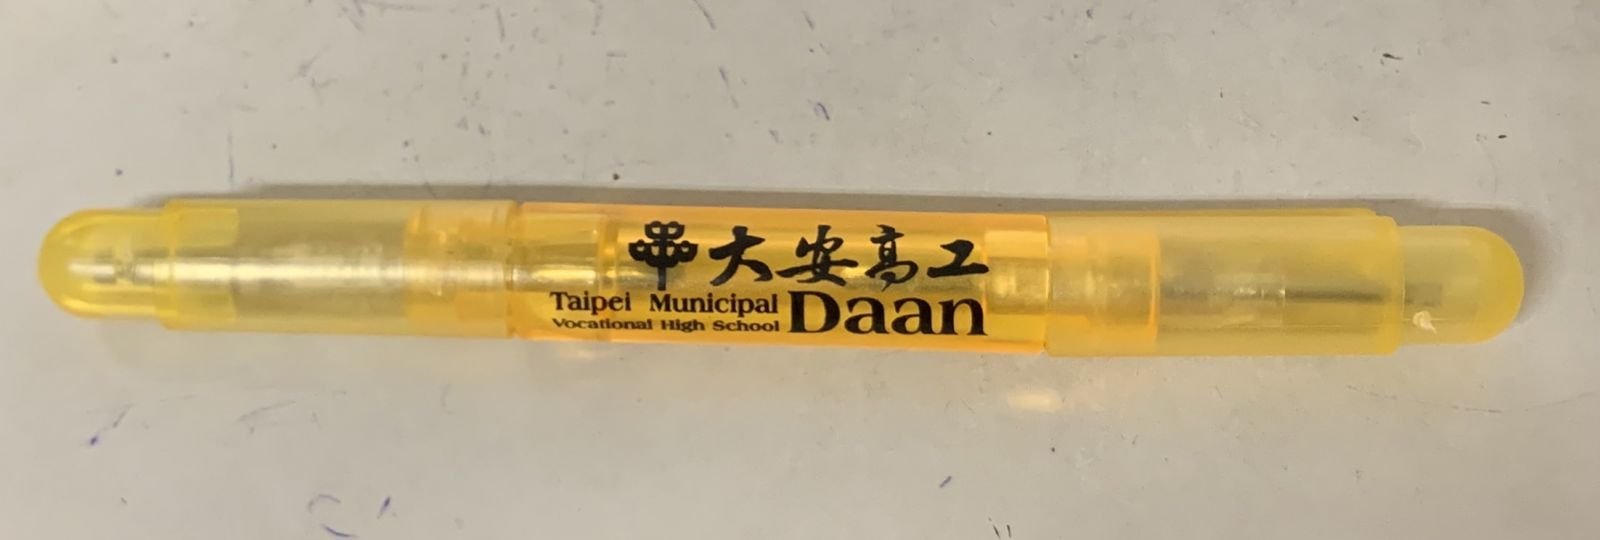 大安高工
Taipei Municipal
Vocational High School Daan